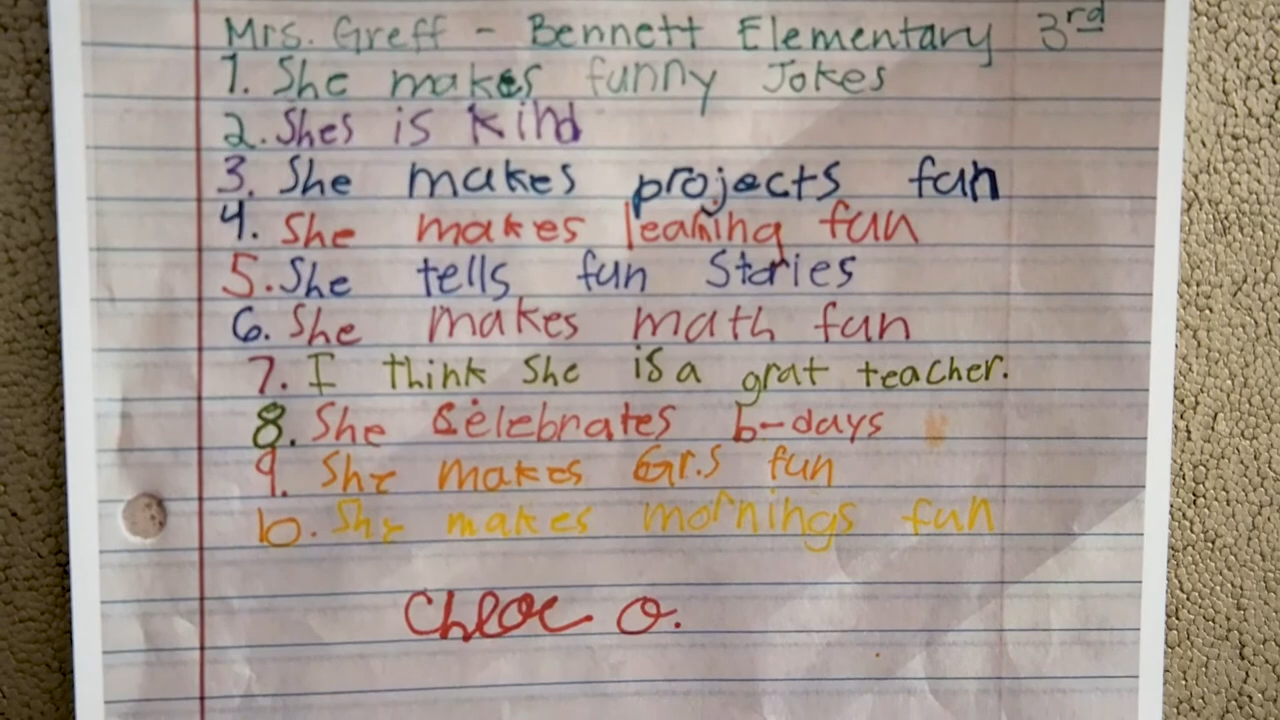 Mrs. Greff - Bennett Elementary 3rd
1. She makes funny Jokes
2. Shes is kind
3. She makes projects fun
4. She makes learning fun
5. She tells fun Stories
6. She makes math fun
7. I think She is a grat teacher.
8. She Celebrates b-days
9. She makes Gr.s fun
10. She makes mornings fun
Chloe O.